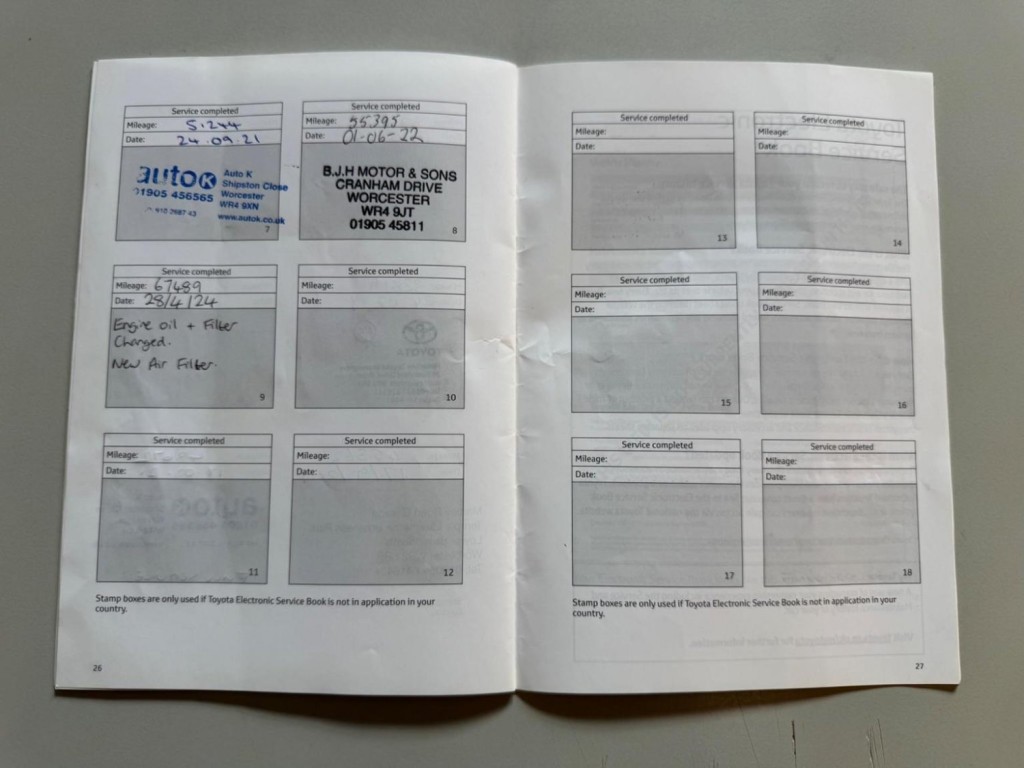 Service completed
Mileage: 51244
Date: 24.09.21
autoK
01905 456565
Auto K
Shipston Close
Worcester
WR4 9XN
www.autok.co.uk
7
Service completed
Mileage: 55395
Date: 01-06-22
B.J.H MOTOR & SONS
CRANHAM DRIVE
WORCESTER
WR4 9JT
01905 45811
8
Service completed
Mileage: 67489
Date: 28/4/24
Engine oil + Filter
Changed.
New Air Filter.
9
Service completed
Mileage:
Date:
10
Service completed
Mileage:
Date:
11
Service completed
Mileage:
Date:
12
Stamp boxes are only used if Toyota Electronic Service Book is not in application in your
country.
26
Service completed
Mileage:
Date:
13
Service completed
Mileage:
Date:
14
Service completed
Mileage:
Date:
15
Service completed
Mileage:
Date:
16
Service completed
Mileage:
Date:
17
Service completed
Mileage:
Date:
18
Stamp boxes are only used if Toyota Electronic Service Book is not in application in your
country.
27